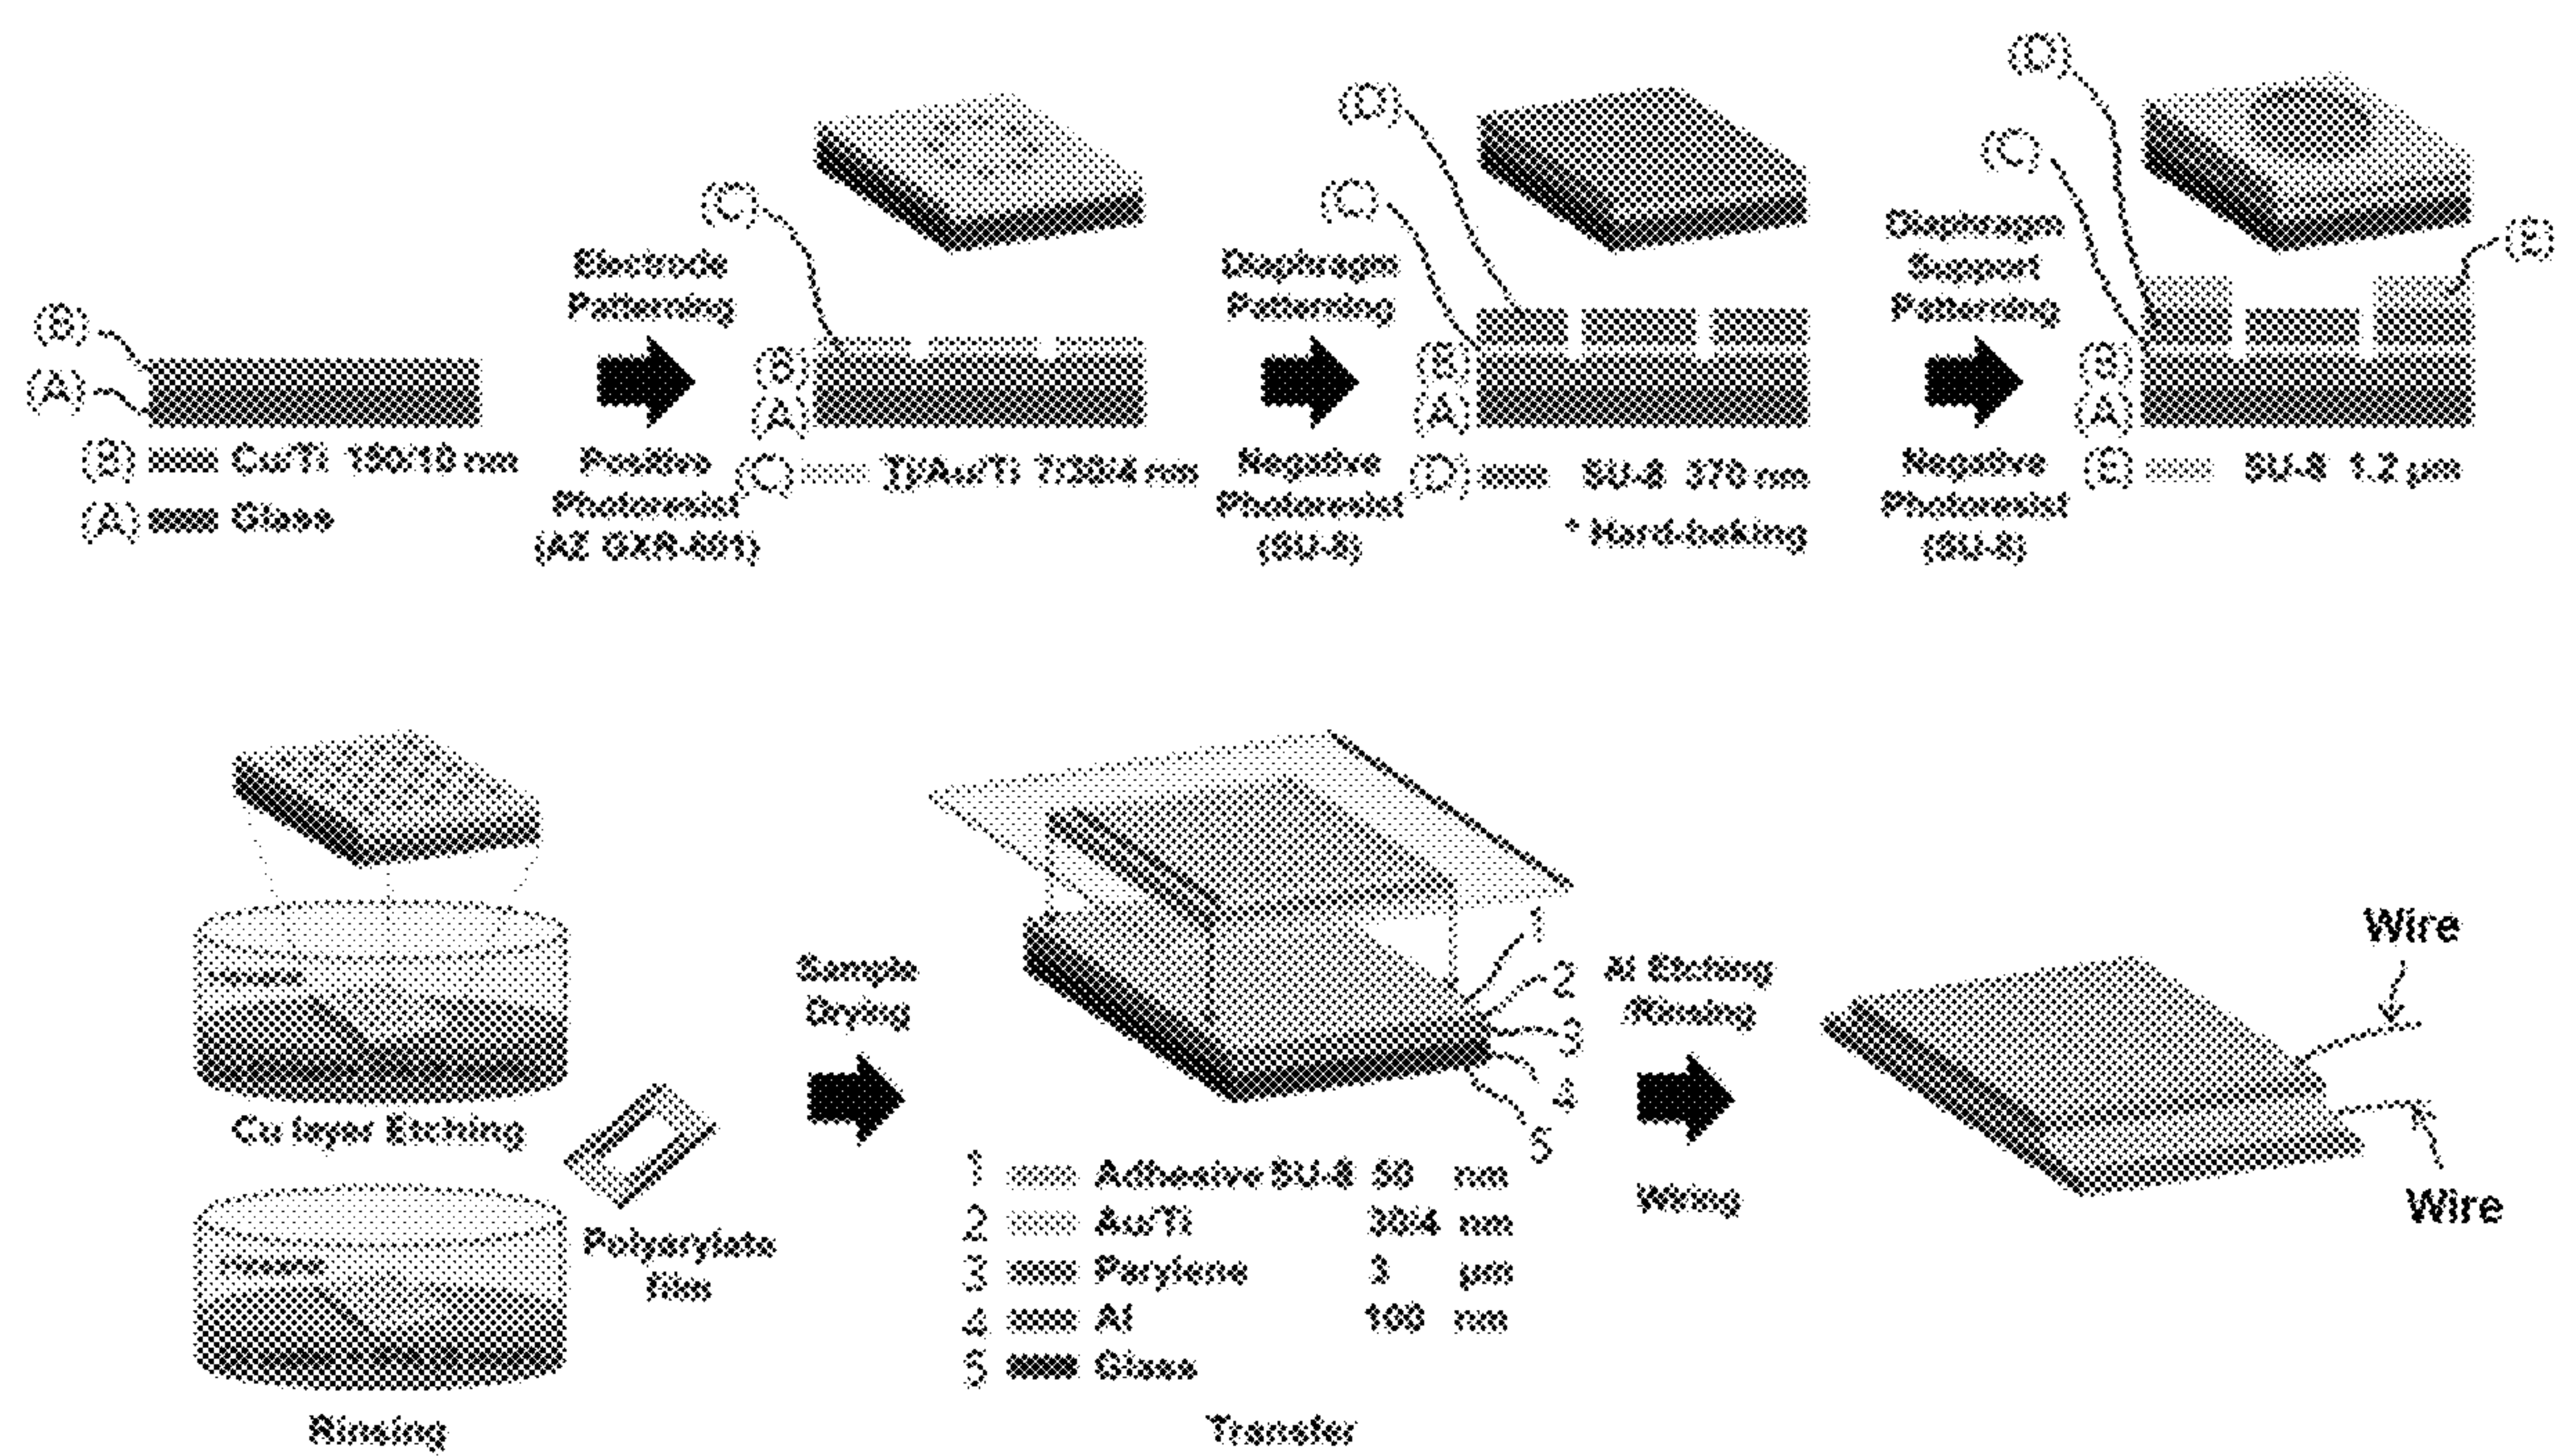 (D)
(D)
(C)
(C)
(C)
(E)
Electrode
Patterning
Diaphragm
Patterning
Diaphragm
Support
Patterning
(B)
(A)
(B)
(A)
(B)
(A)
(B)
(A)
(B) Cu/Ti 150/10 nm
(A) Glass
Positive
Photoresist
(AZ GXR-601)
(C) Ti/Au/Ti 7/30/4 nm
Negative
Photoresist
(SU-8)
(D) SU-8 370 nm
* Hard-baking
Negative
Photoresist
(SU-8)
(E) SU-8 1.2 μm
Cu layer Etching
Rinsing
Polyarylate
film
Sample
Drying
1
2
3
4
5
1 Adhesive SU-8 50 nm
2 Au/Ti 30/4 nm
3 Parylene 3 μm
4 Al 100 nm
5 Glass
Transfer
Al Etching
/Rinsing
Wiring
Wire
Wire